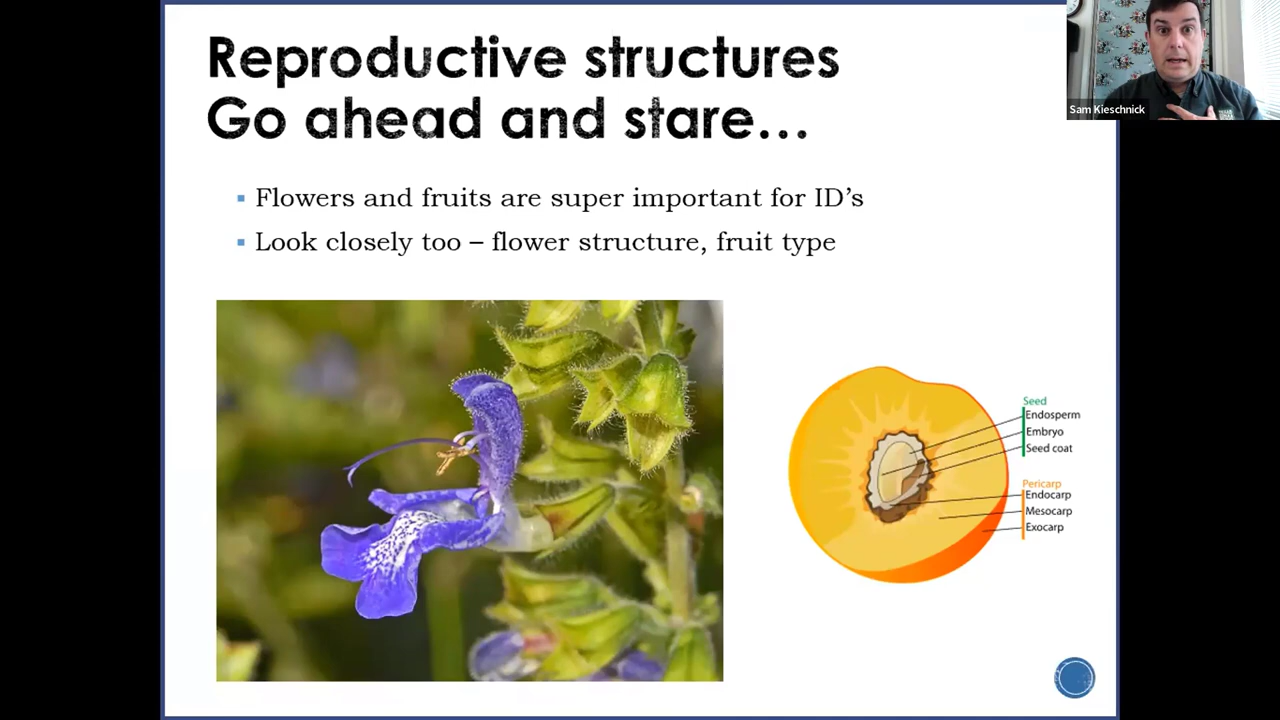 Reproductive structures
Go ahead and stare...
Sam Kieschnick
▪ Flowers and fruits are super important for ID's
▪ Look closely too – flower structure, fruit type
Seed
Endosperm
Embryo
Seed coat
Pericarp
Endocarp
Mesocarp
Exocarp